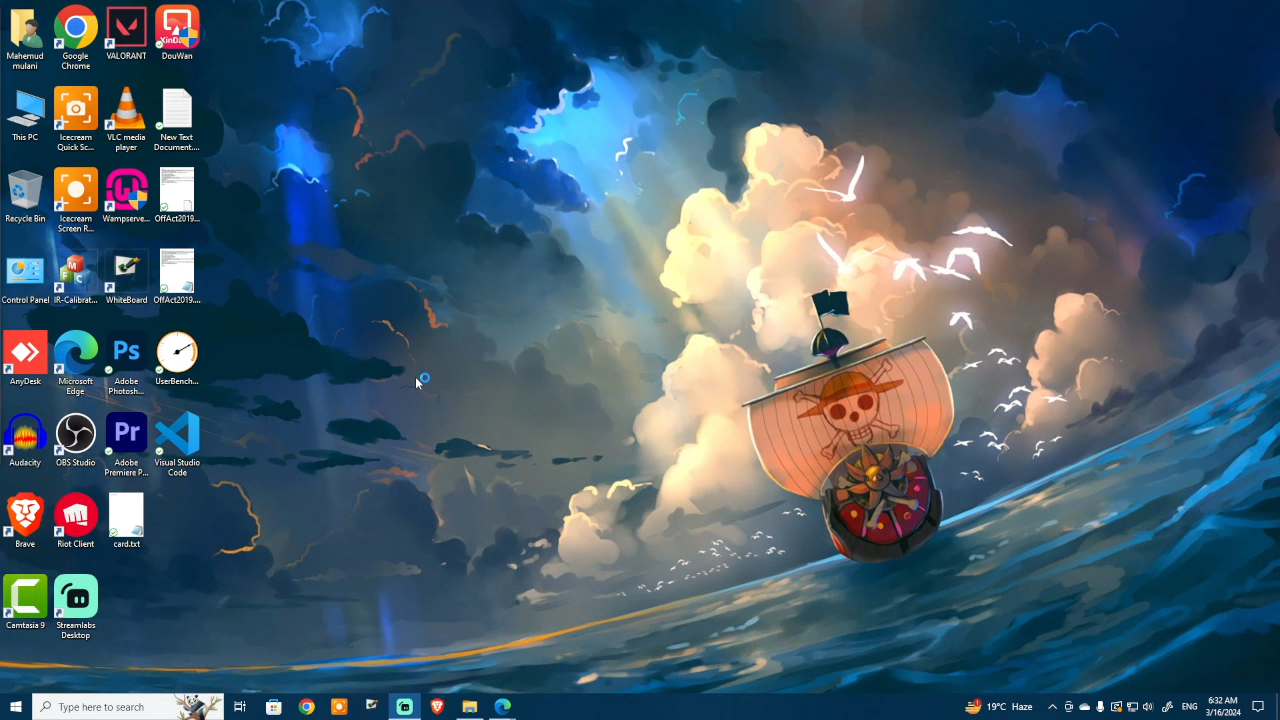 Mahemud
mulani
Google
Chrome
VALORANT
DouWan
This PC
Icecream
Quick Sc...
VLC media
player
New Text
Document....
Recycle Bin
Icecream
Screen R...
Wampserve...
OffAct2019...
Control Panel
IR-Calibrat...
WhiteBoard
OffAct2019....
AnyDesk
Microsoft
Edge
Adobe
Photosh...
UserBench...
Audacity
OBS Studio
Adobe
Premiere P...
Visual Studio
Code
Brave
Riot Client
card.txt
Camtasia 9
Streamlabs
Desktop
Type here to search
19°C Haze
ENG
6:32 AM
3/16/2024